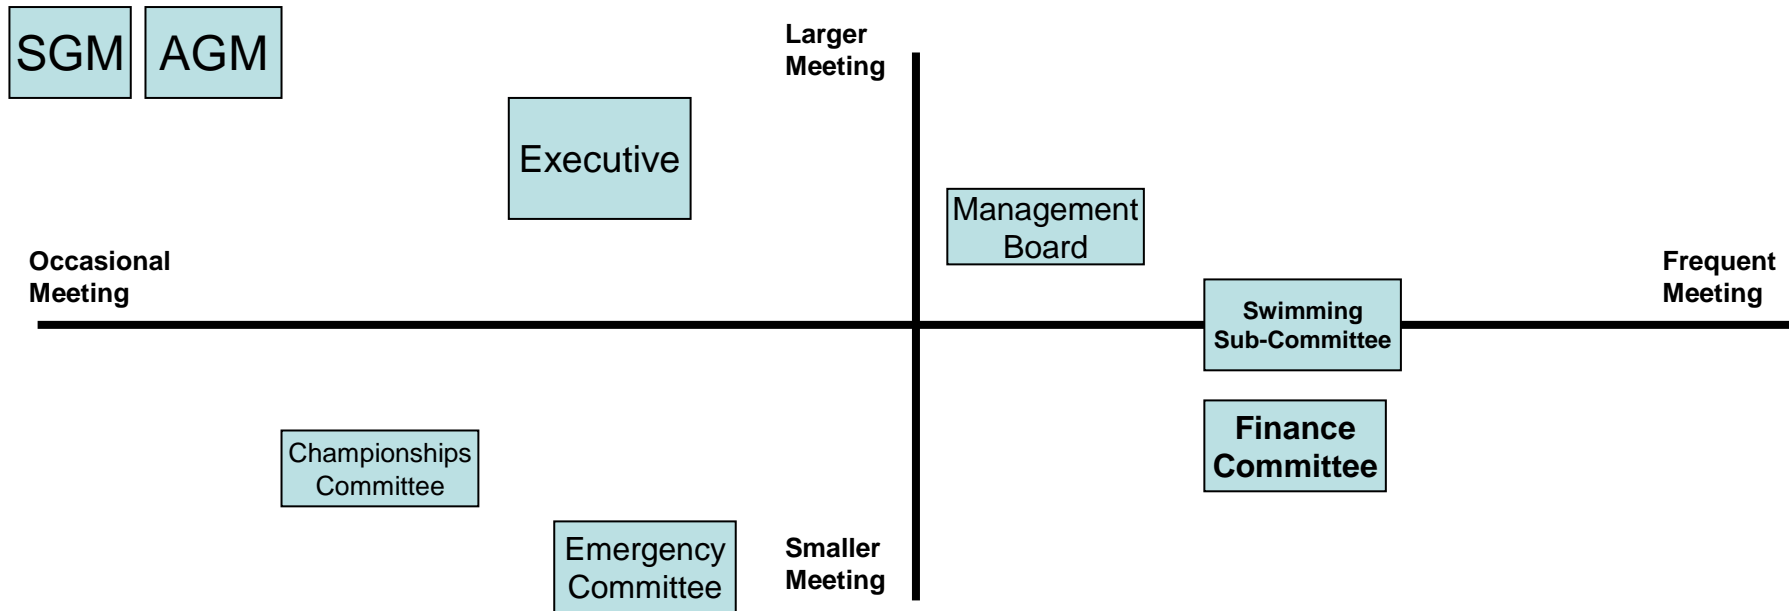 SGM
AGM
Larger
Meeting
Executive
Management
Board
Occasional
Meeting
Frequent
Meeting
Swimming
Sub-Committee
Championships
Committee
Finance
Committee
Emergency
Committee
Smaller
Meeting